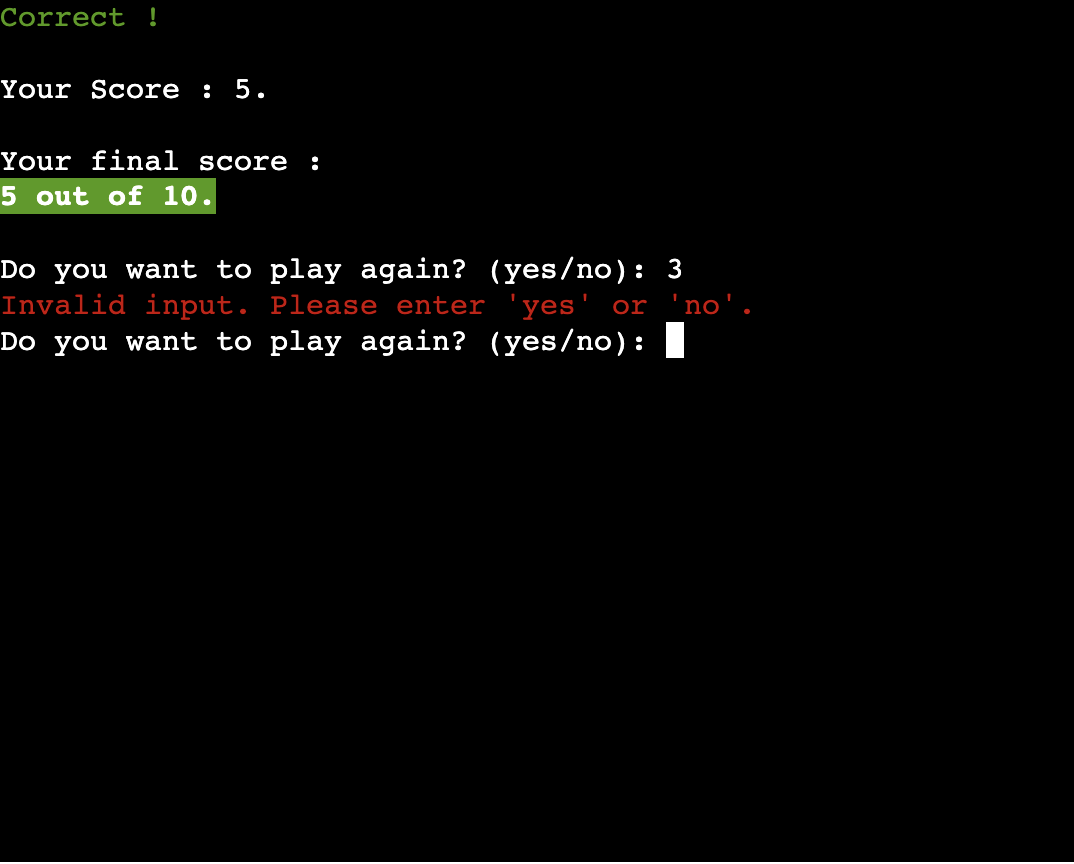 Correct !
Your Score : 5.
Your final score :
5 out of 10.
Do you want to play again? (yes/no): 3
Invalid input. Please enter 'yes' or 'no'.
Do you want to play again? (yes/no):